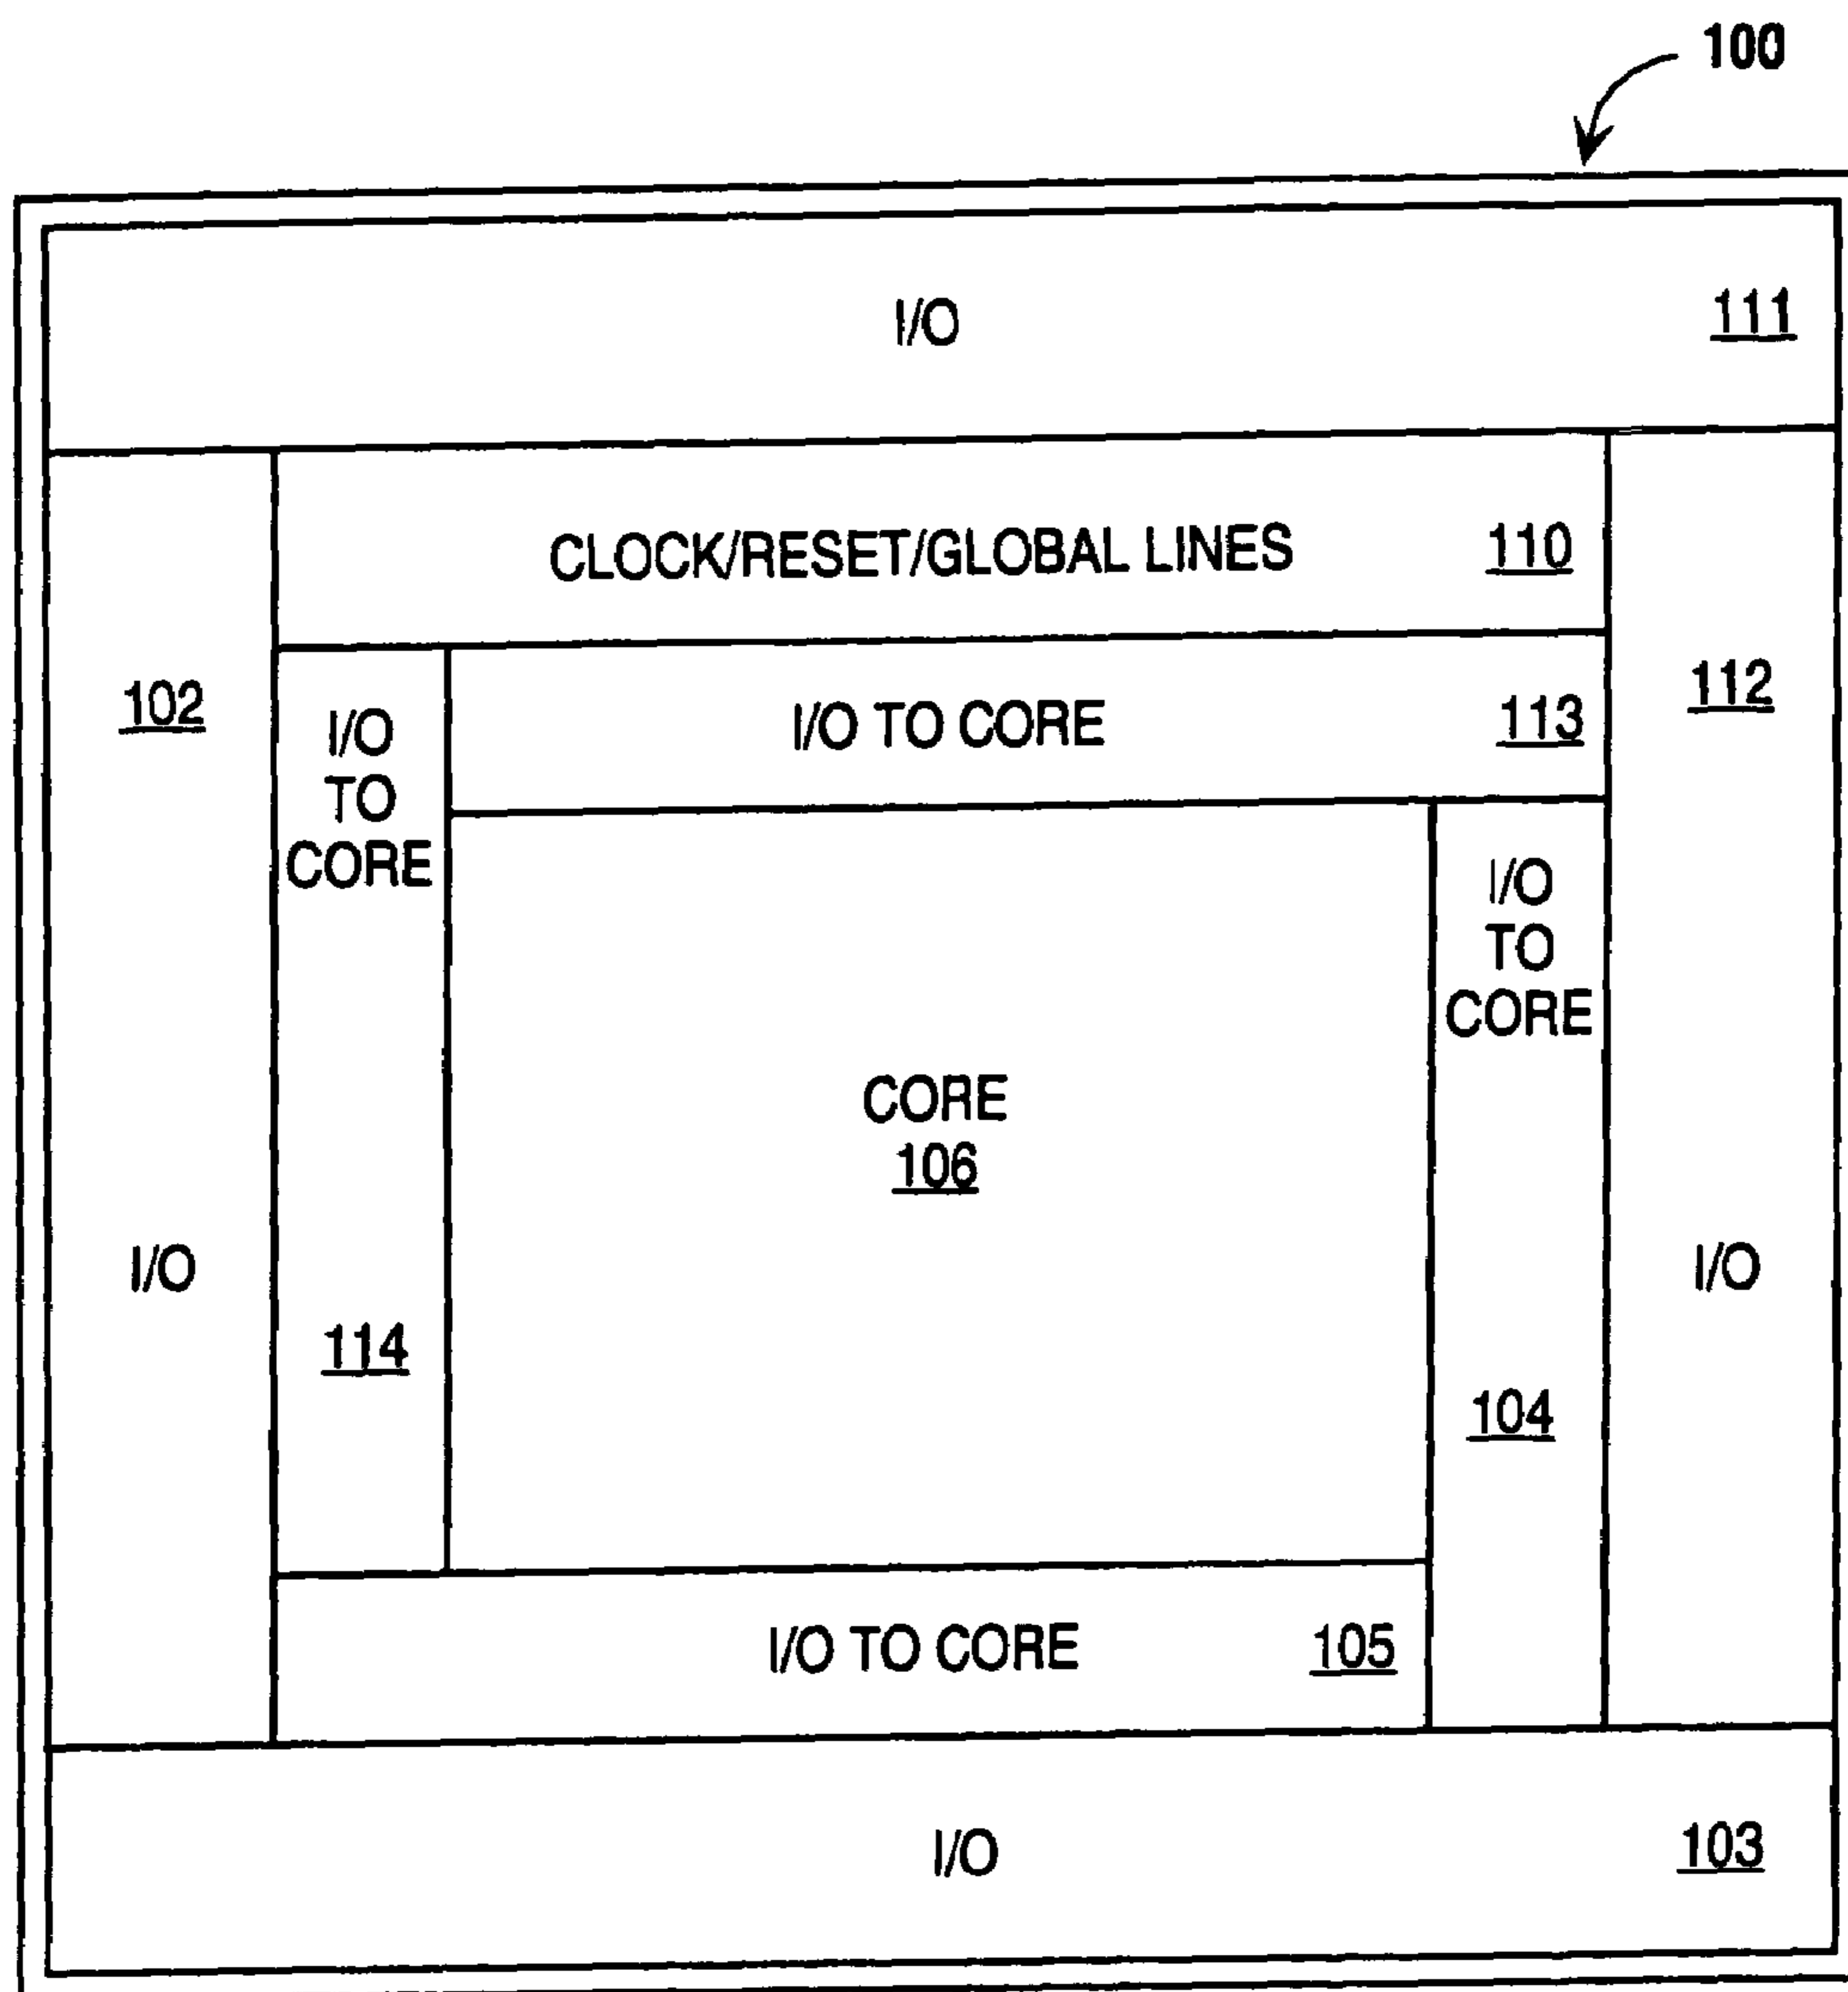 100
I/O 111
CLOCK/RESET/GLOBAL LINES 110
102
I/O
TO
CORE
I/O TO CORE 113
112
I/O
TO
CORE
CORE
106
I/O
114
104
I/O
I/O TO CORE 105
I/O 103